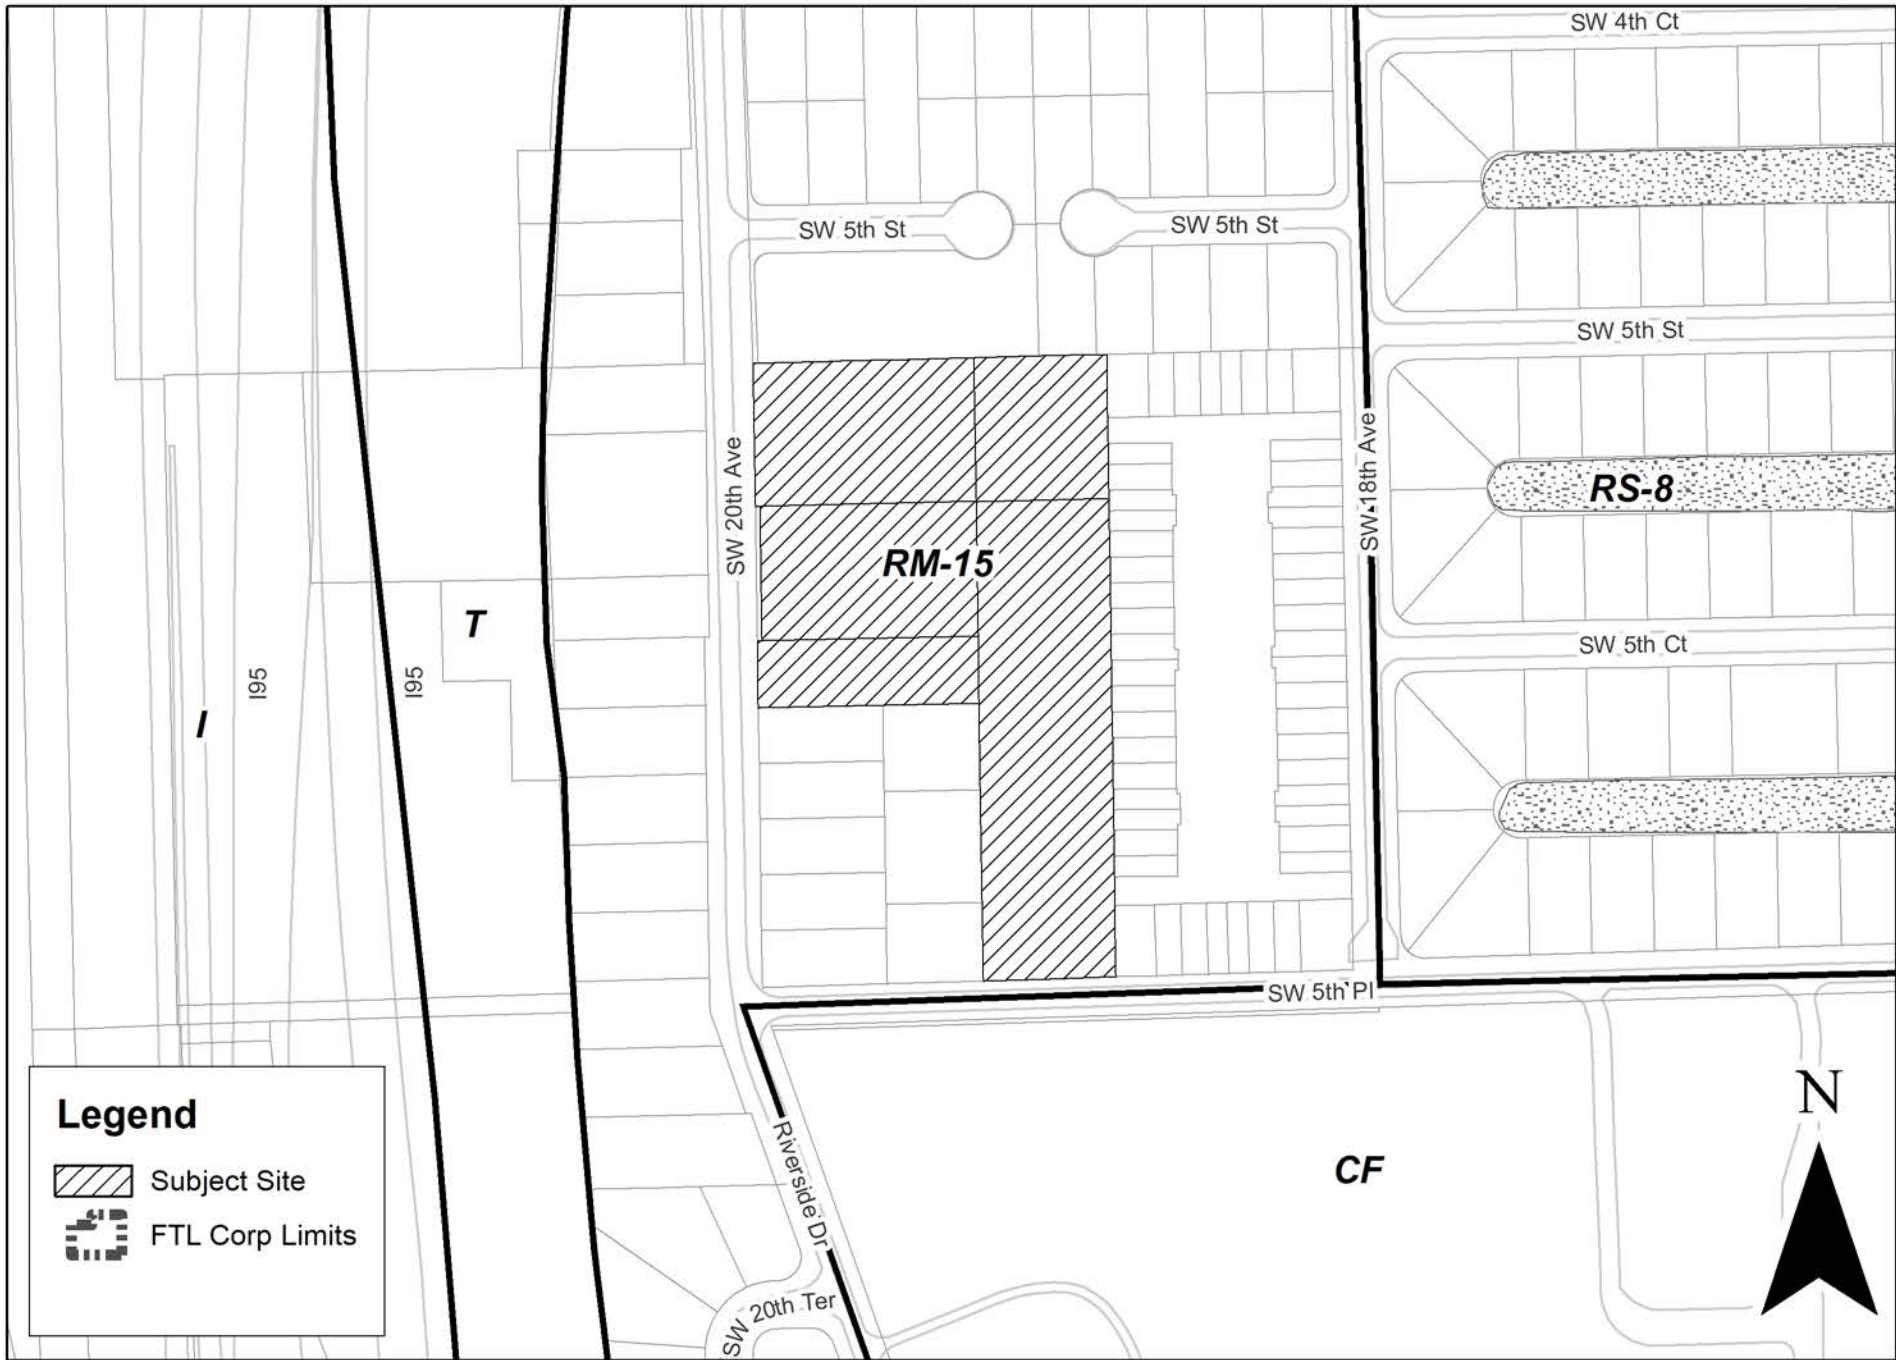 SW 4th Ct
SW 5th St
SW 5th St
SW 5th St
SW 20th Ave
SW 18th Ave
RS-8
RM-15
T
SW 5th Ct
I95
I95
I
SW 5th Pl
Riverside Dr
CF
N
SW 20th Ter
Legend
Subject Site
FTL Corp Limits